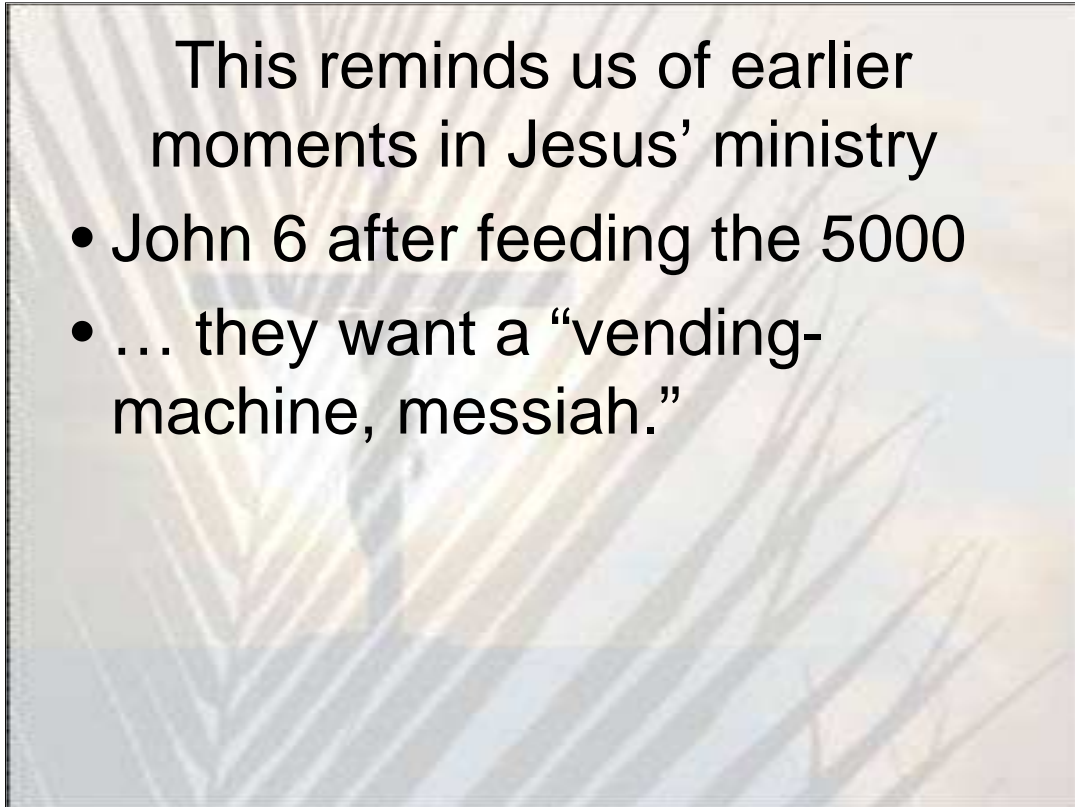 This reminds us of earlier
moments in Jesus’ ministry
• John 6 after feeding the 5000
• … they want a “vending-
machine, messiah.”